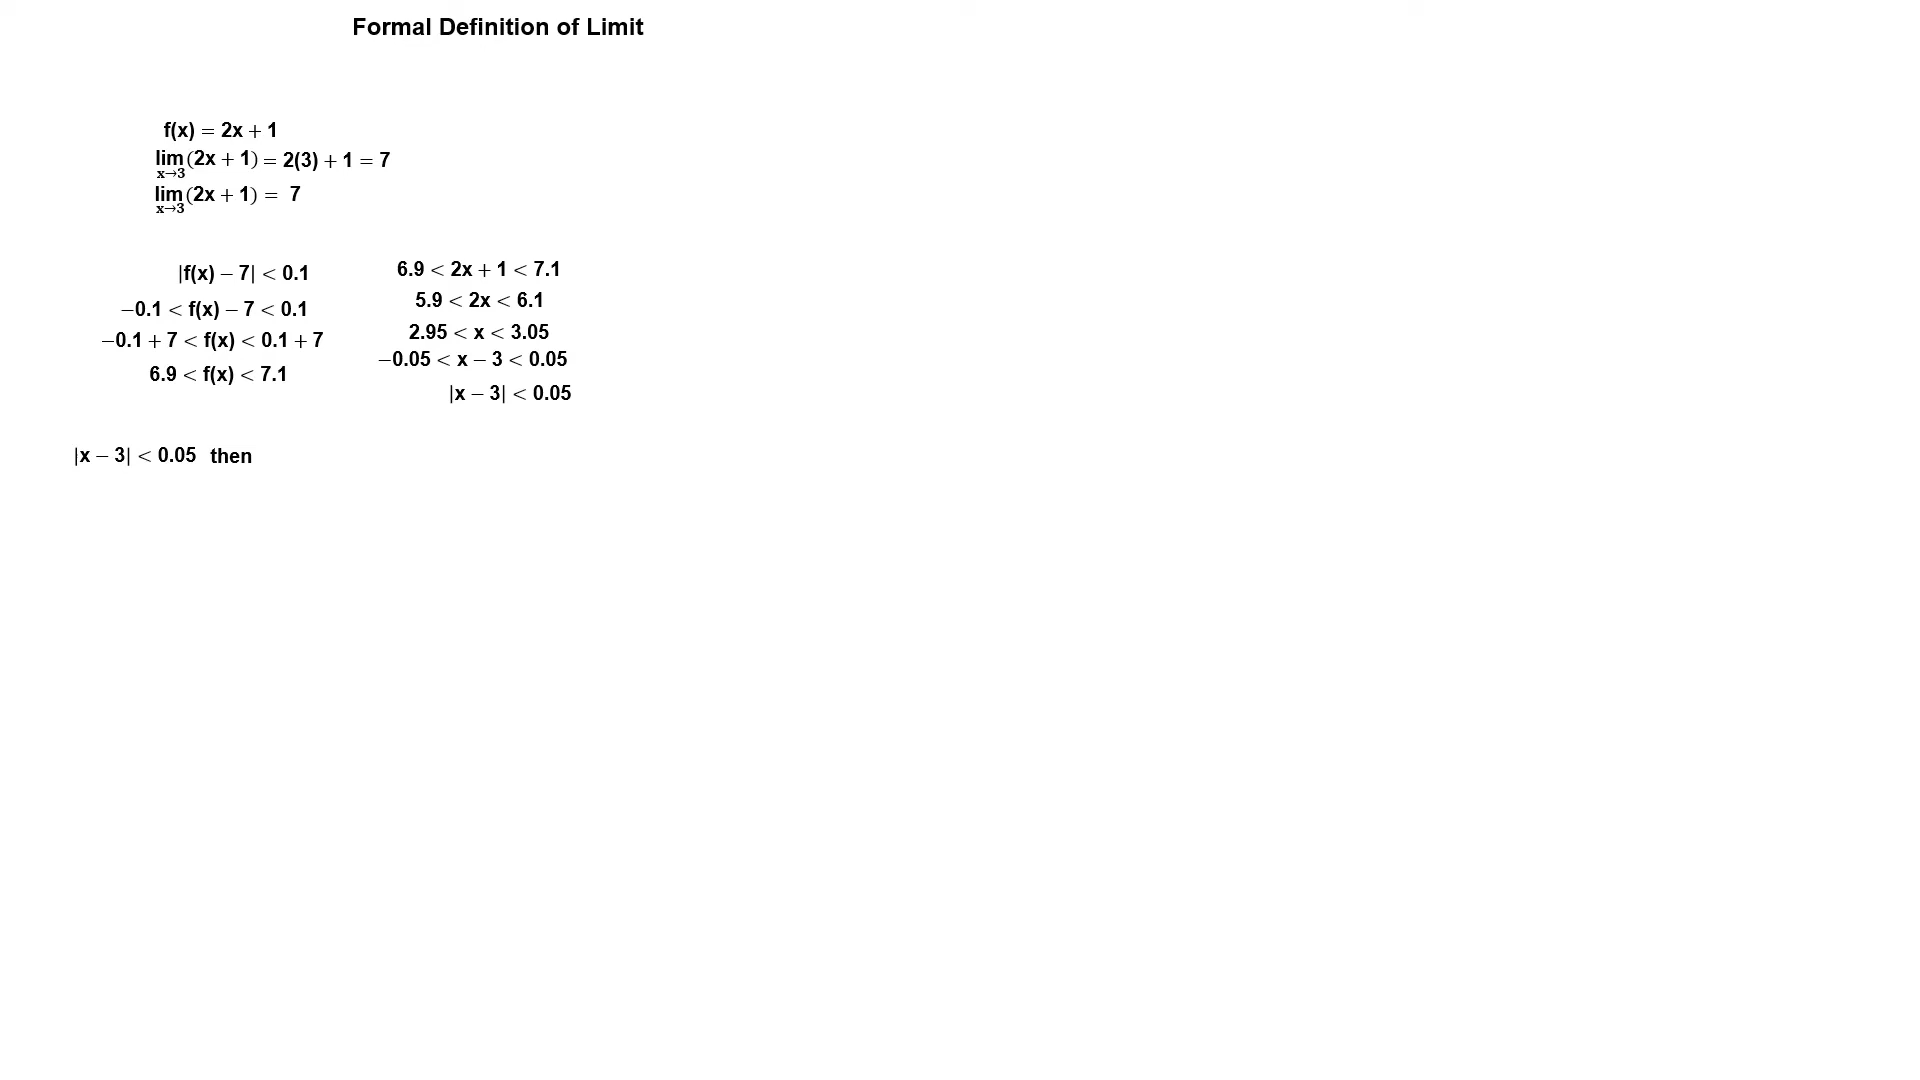 Formal Definition of Limit
f(x) = 2x + 1
lim (2x + 1) = 2(3) + 1 = 7
x→3
lim (2x + 1) = 7
x→3
|f(x) − 7| < 0.1
−0.1 < f(x) − 7 < 0.1
−0.1 + 7 < f(x) < 0.1 + 7
6.9 < f(x) < 7.1
6.9 < 2x + 1 < 7.1
5.9 < 2x < 6.1
2.95 < x < 3.05
−0.05 < x − 3 < 0.05
|x − 3| < 0.05
|x − 3| < 0.05 then